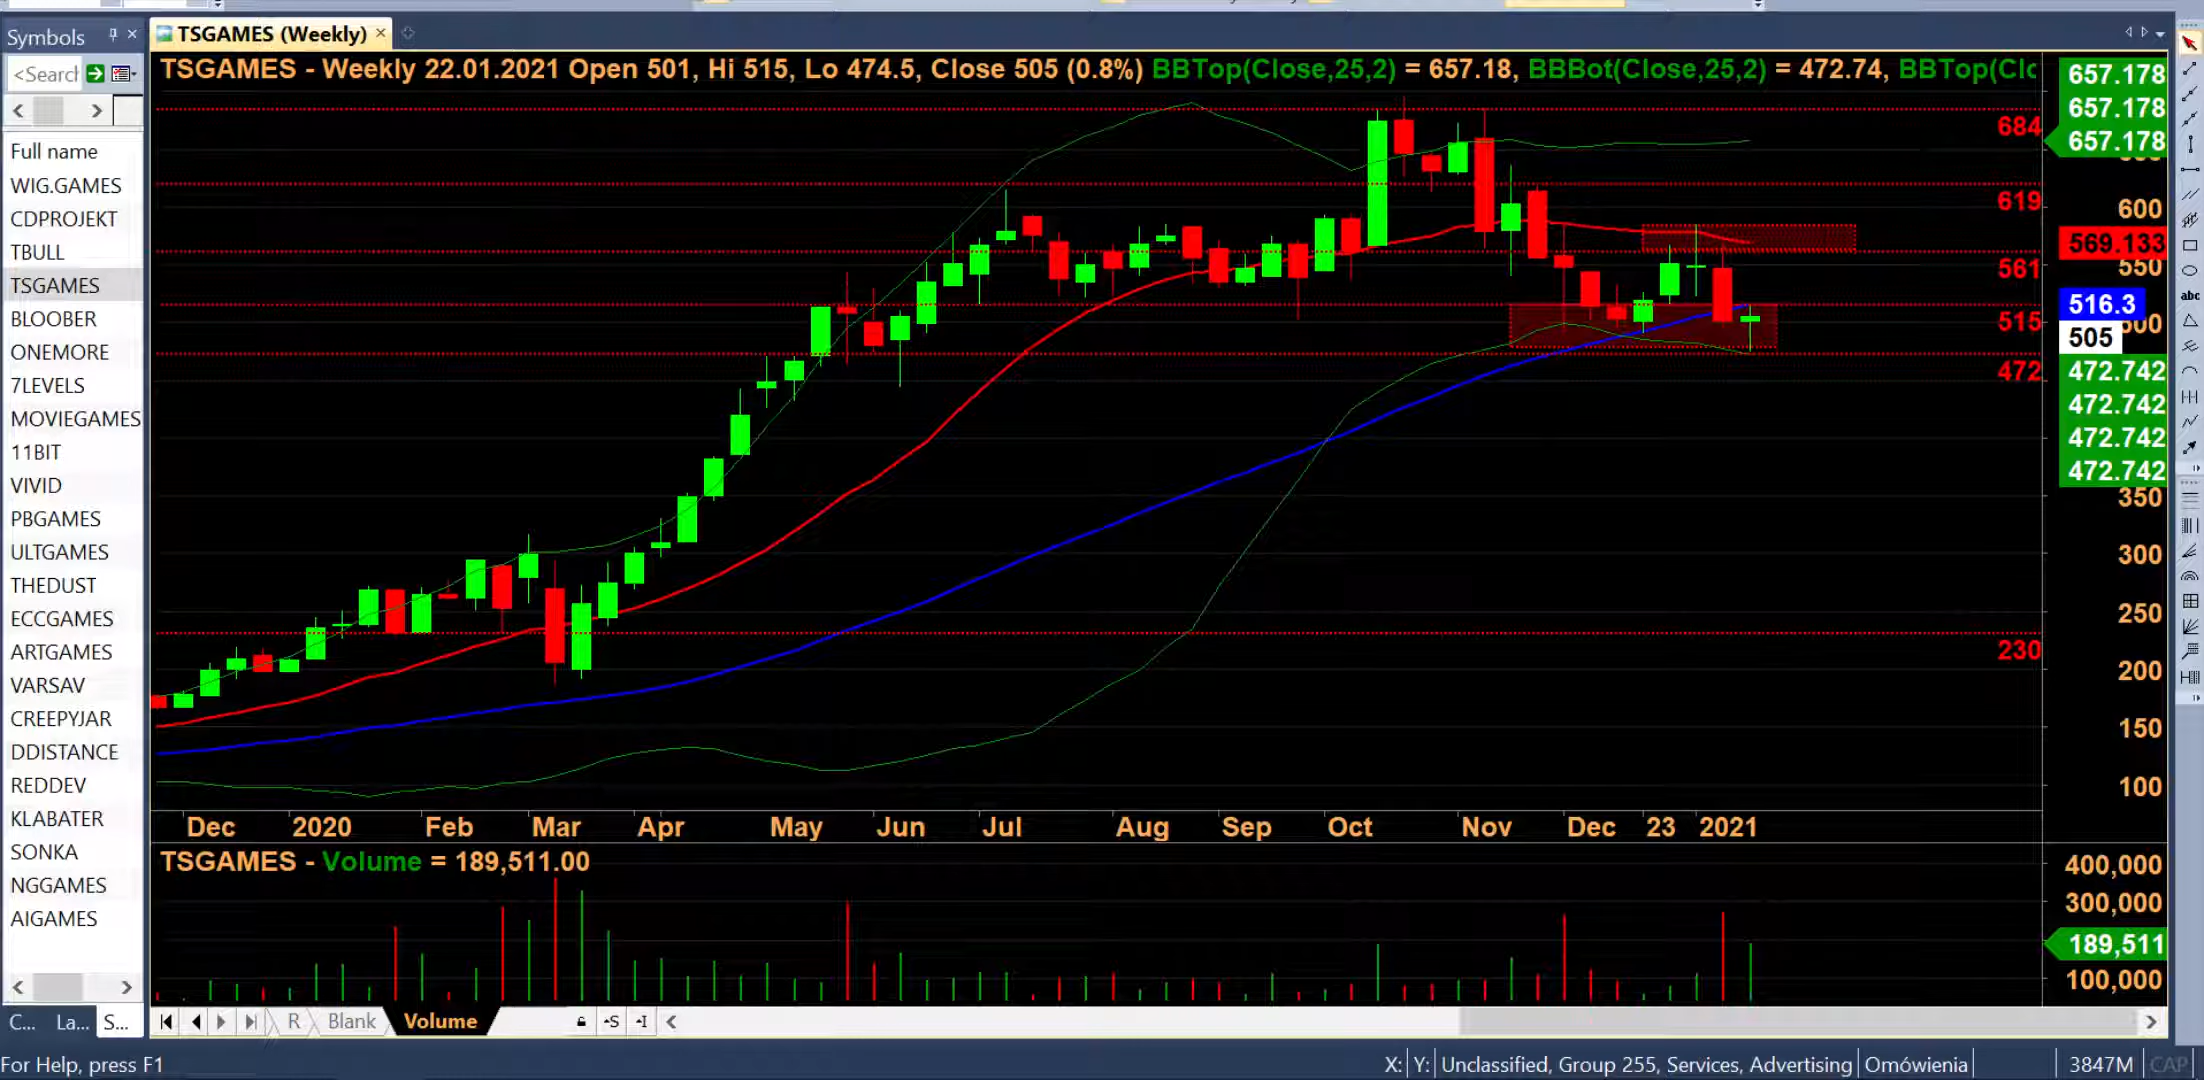 Symbols
TSGAMES (Weekly)
<Search
Full name
WIG.GAMES
CDPROJEKT
TBULL
TSGAMES
BLOOBER
ONEMORE
7LEVELS
MOVIEGAMES
11BIT
VIVID
PBGAMES
ULTGAMES
THEDUST
ECCGAMES
ARTGAMES
VARSAV
CREEPYJAR
DDISTANCE
REDDEV
KLABATER
SONKA
NGGAMES
AIGAMES
C... La... S...
TSGAMES - Weekly 22.01.2021 Open 501, Hi 515, Lo 474.5, Close 505 (0.8%) BBTop(Close,25,2) = 657.18, BBBot(Close,25,2) = 472.74, BBTop(Clo
684
619
561
515
472
230
657.178
657.178
657.178
600
569.133
550
516.3
505
472.742
472.742
472.742
472.742
350
300
250
200
150
100
Dec 2020 Feb Mar Apr May Jun Jul Aug Sep Oct Nov Dec 23 2021
TSGAMES - Volume = 189,511.00
400,000
300,000
189,511
100,000
R Blank Volume
S I
abc
For Help, press F1
X: Y: Unclassified, Group 255, Services, Advertising Omówienia 3847M CAP